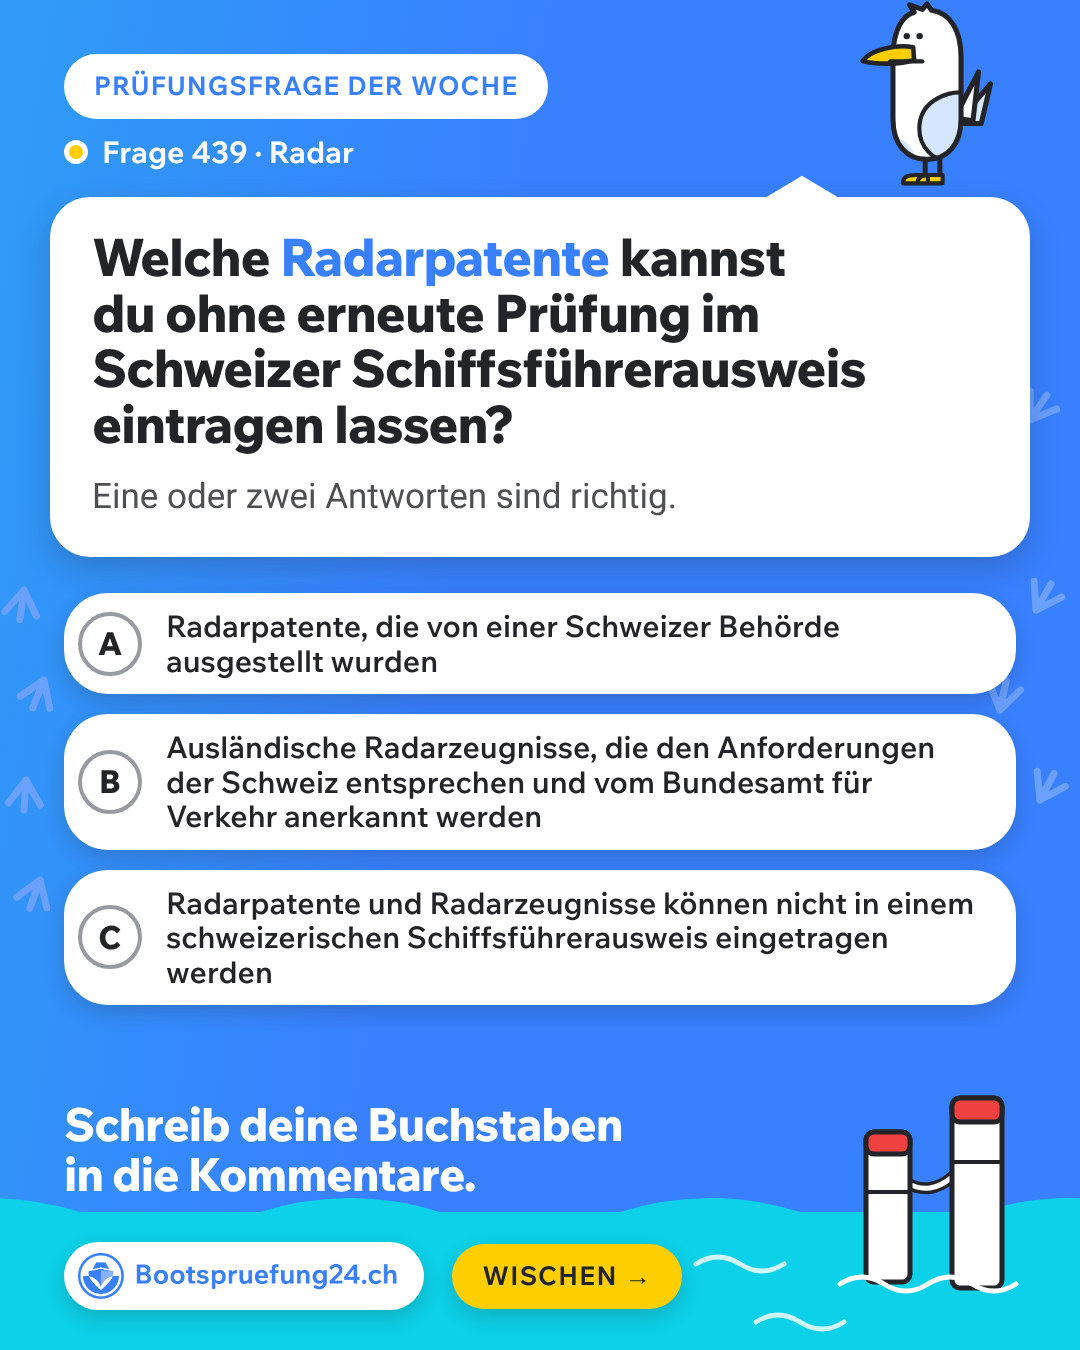 PRÜFUNGSFRAGE DER WOCHE
Frage 439 · Radar
Welche Radarpatente kannst
du ohne erneute Prüfung im
Schweizer Schiffsführerausweis
eintragen lassen?
Eine oder zwei Antworten sind richtig.
A
Radarpatente, die von einer Schweizer Behörde
ausgestellt wurden
B
Ausländische Radarzeugnisse, die den Anforderungen
der Schweiz entsprechen und vom Bundesamt für
Verkehr anerkannt werden
C
Radarpatente und Radarzeugnisse können nicht in einem
schweizerischen Schiffsführerausweis eingetragen
werden
Schreib deine Buchstaben
in die Kommentare.
Bootspruefung24.ch
WISCHEN →